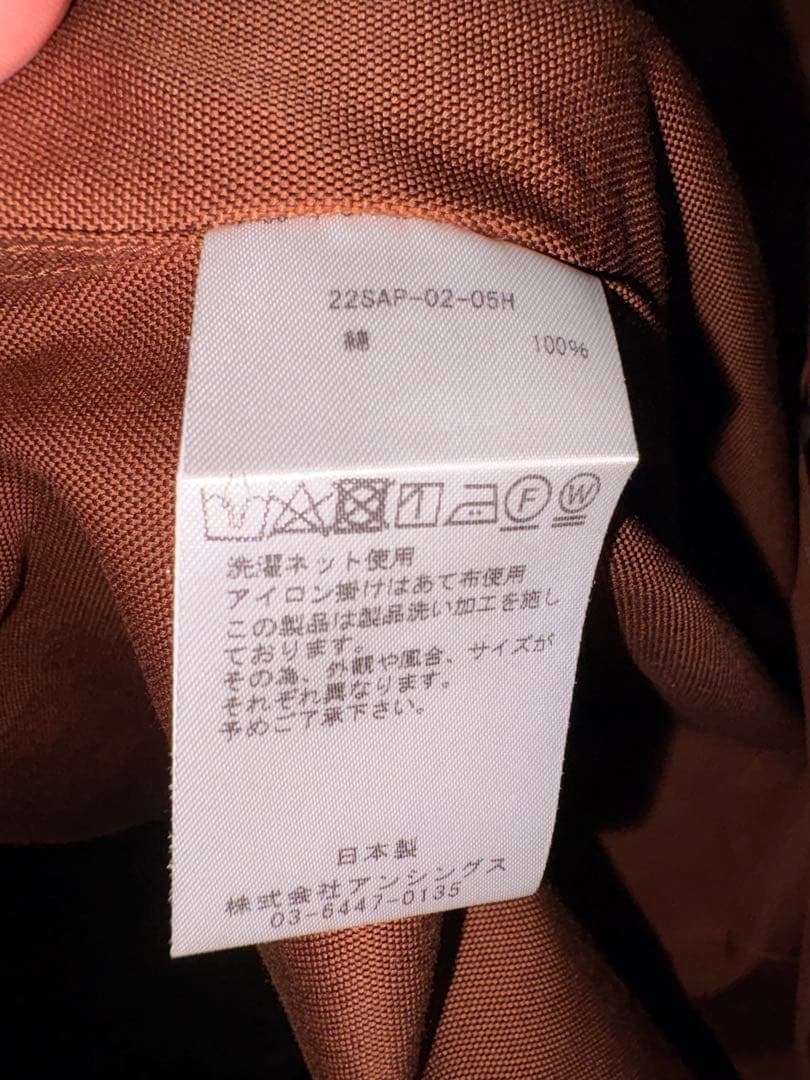 22SAP-02-05H
綿 100%
F W
洗濯ネット使用
アイロン掛けはあて布使用
この製品は製品洗い加工を施し
ております。
その為、外観や風合、サイズが
それぞれ異なります。
予めご了承下さい。
日本製
株式会社アンシングス
03-6447-0135